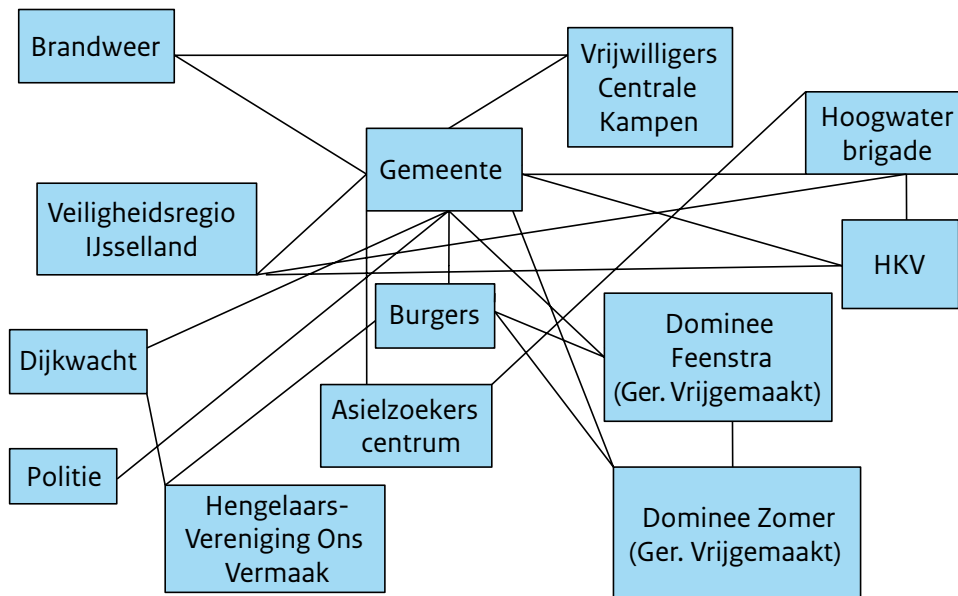 Brandweer
Vrijwilligers
Centrale
Kampen
Hoogwater
brigade
Gemeente
Veiligheidsregio
IJsselland
HKV
Burgers
Dominee
Feenstra
(Ger. Vrijgemaakt)
Dijkwacht
Asielzoekers
centrum
Politie
Hengelaars-
Vereniging Ons
Vermaak
Dominee Zomer
(Ger. Vrijgemaakt)